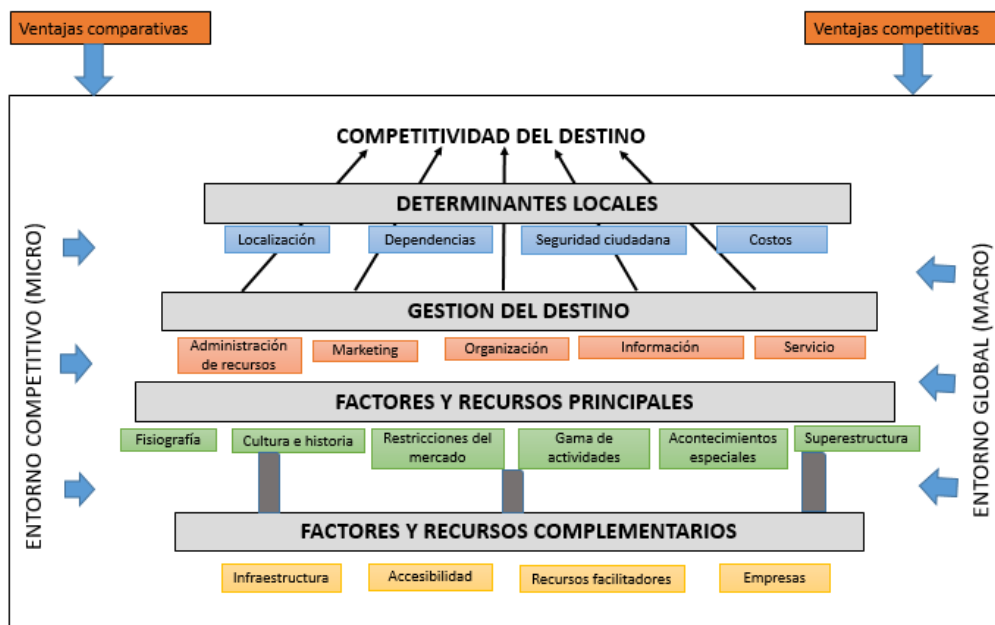 Ventajas comparativas
Ventajas competitivas
COMPETITIVIDAD DEL DESTINO
DETERMINANTES LOCALES
Localización
Dependencias
Seguridad ciudadana
Costos
GESTION DEL DESTINO
Administración
de recursos
Marketing
Organización
Información
Servicio
FACTORES Y RECURSOS PRINCIPALES
Fisiografía
Cultura e historia
Restricciones del
mercado
Gama de
actividades
Acontecimientos
especiales
Superestructura
FACTORES Y RECURSOS COMPLEMENTARIOS
Infraestructura
Accesibilidad
Recursos facilitadores
Empresas
ENTORNO COMPETITIVO (MICRO)
ENTORNO GLOBAL (MACRO)